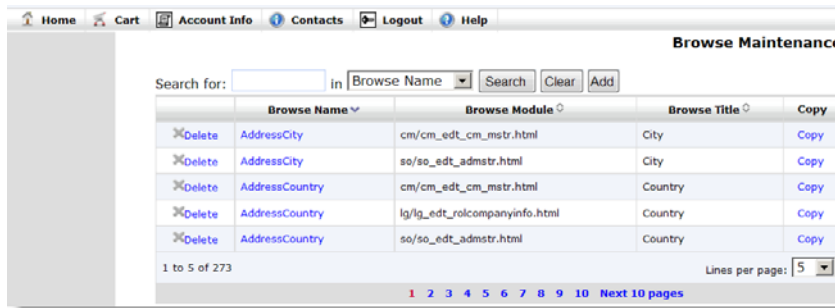 Home Cart Account Info Contacts Logout Help
Browse Maintenance
Search for: in Browse Name Search Clear Add
Browse Name Browse Module Browse Title Copy
Delete AddressCity cm/cm_edt_cm_mstr.html City Copy
Delete AddressCity so/so_edt_admstr.html City Copy
Delete AddressCountry cm/cm_edt_cm_mstr.html Country Copy
Delete AddressCountry lg/lg_edt_rolcompanyinfo.html Country Copy
Delete AddressCountry so/so_edt_admstr.html Country Copy
1 to 5 of 273 Lines per page: 5
1 2 3 4 5 6 7 8 9 10 Next 10 pages